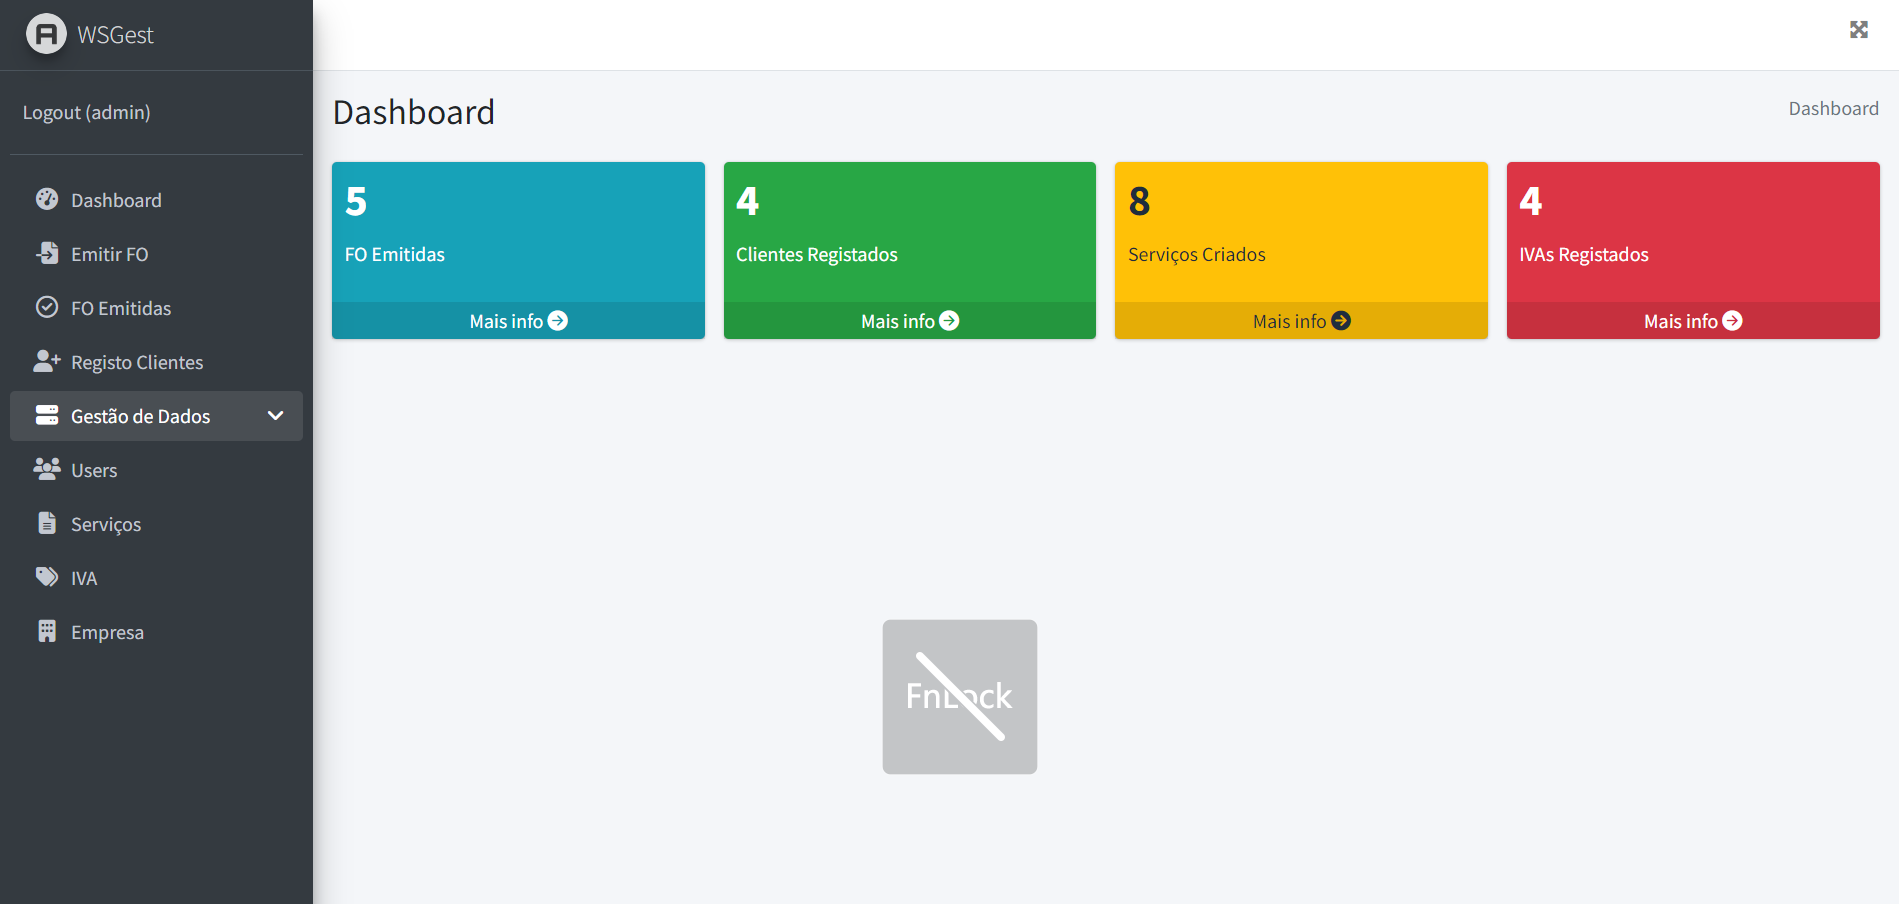 WSGest
Logout (admin)
Dashboard
Emitir FO
FO Emitidas
Registo Clientes
Gestão de Dados
Users
Serviços
IVA
Empresa
Dashboard
Dashboard
5
FO Emitidas
Mais info
4
Clientes Registados
Mais info
8
Serviços Criados
Mais info
4
IVAs Registados
Mais info
FnLock